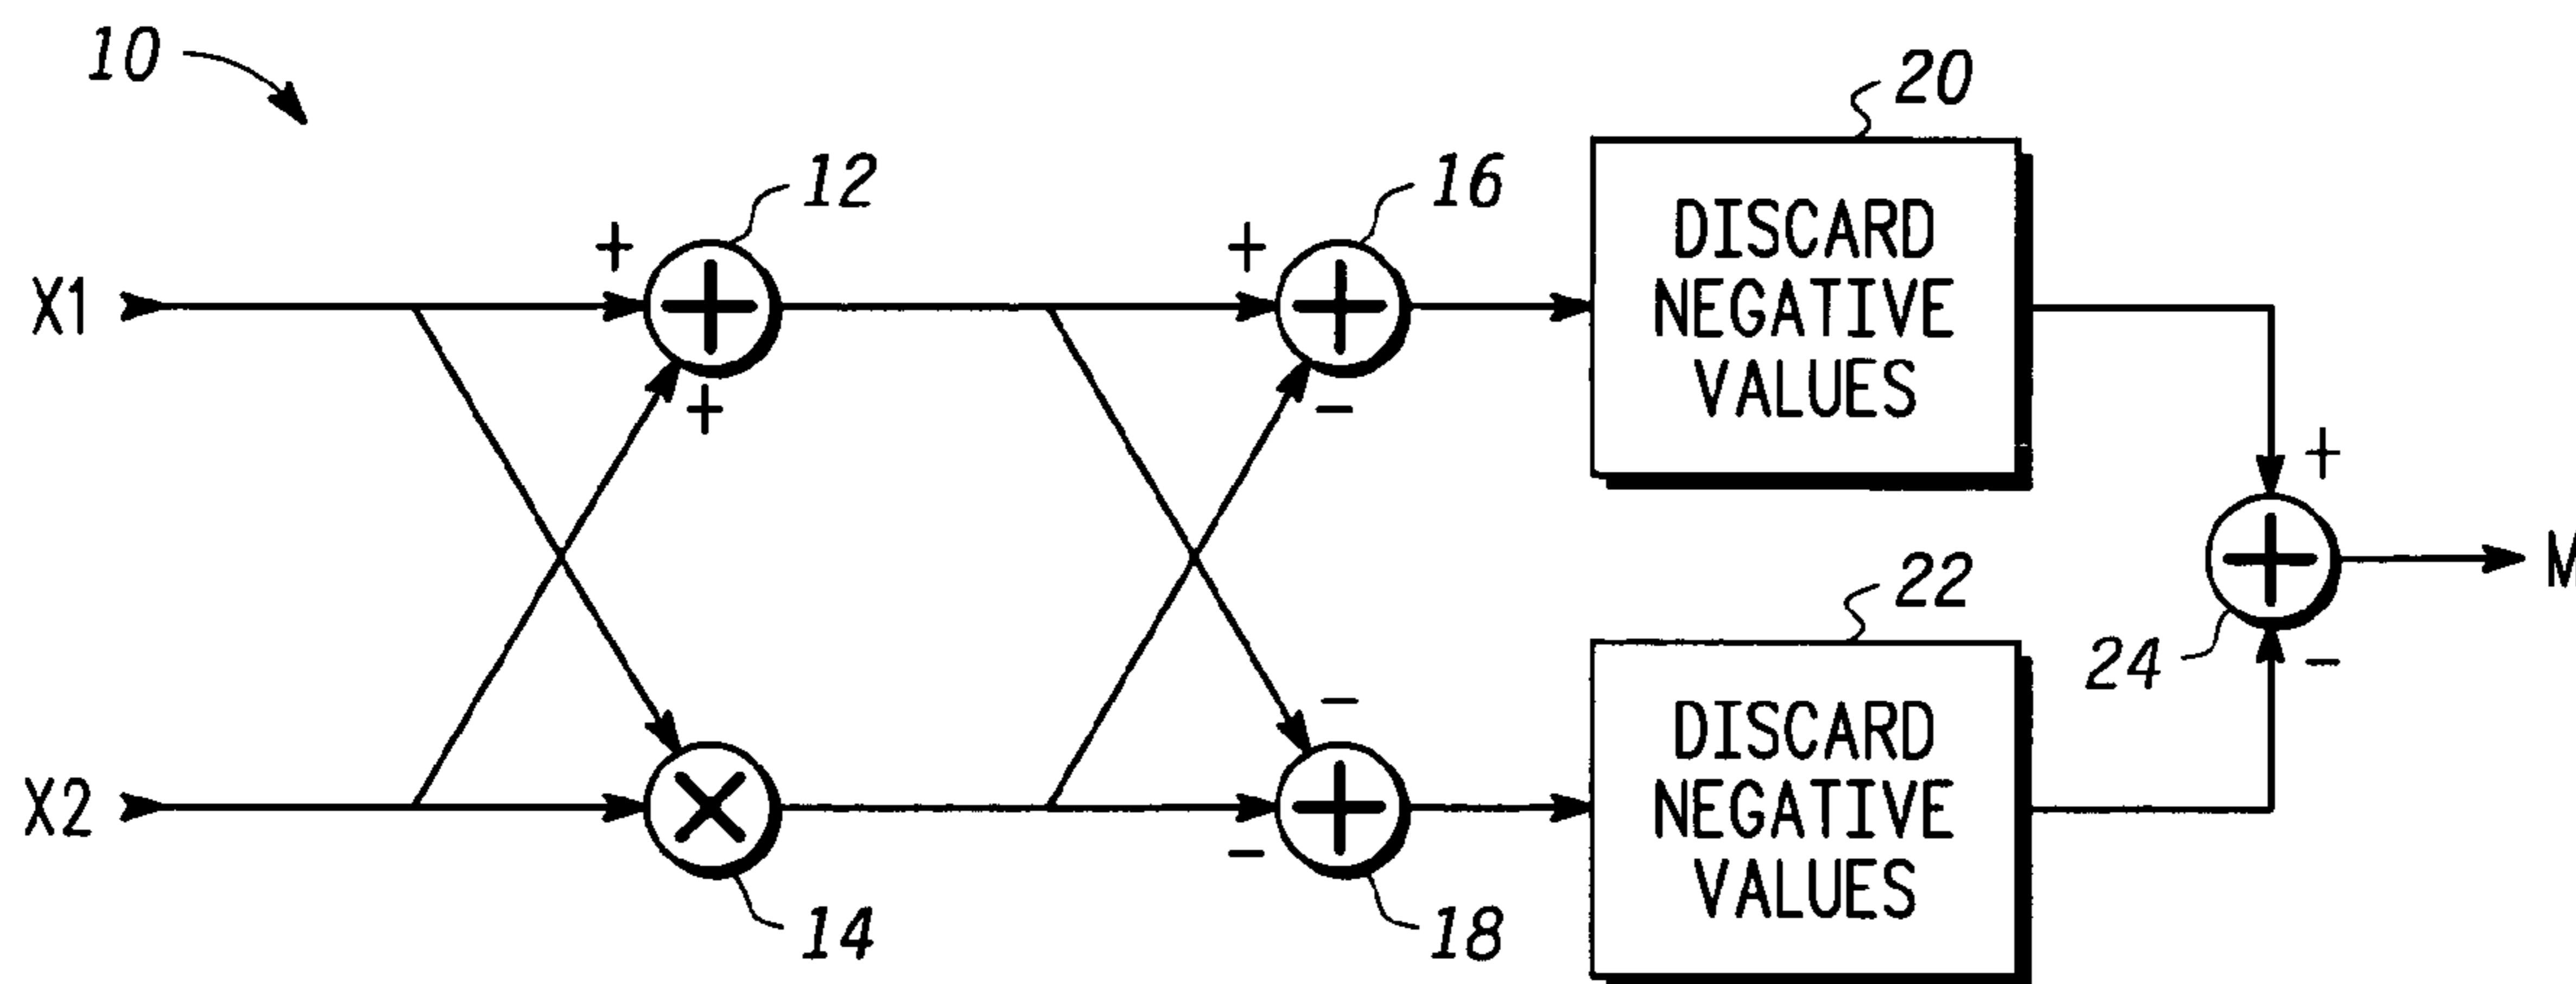 10
12
16
20
+
+
+
-
X1
DISCARD
NEGATIVE
VALUES
+
-
24
M
22
X2
-
-
DISCARD
NEGATIVE
VALUES
14
18